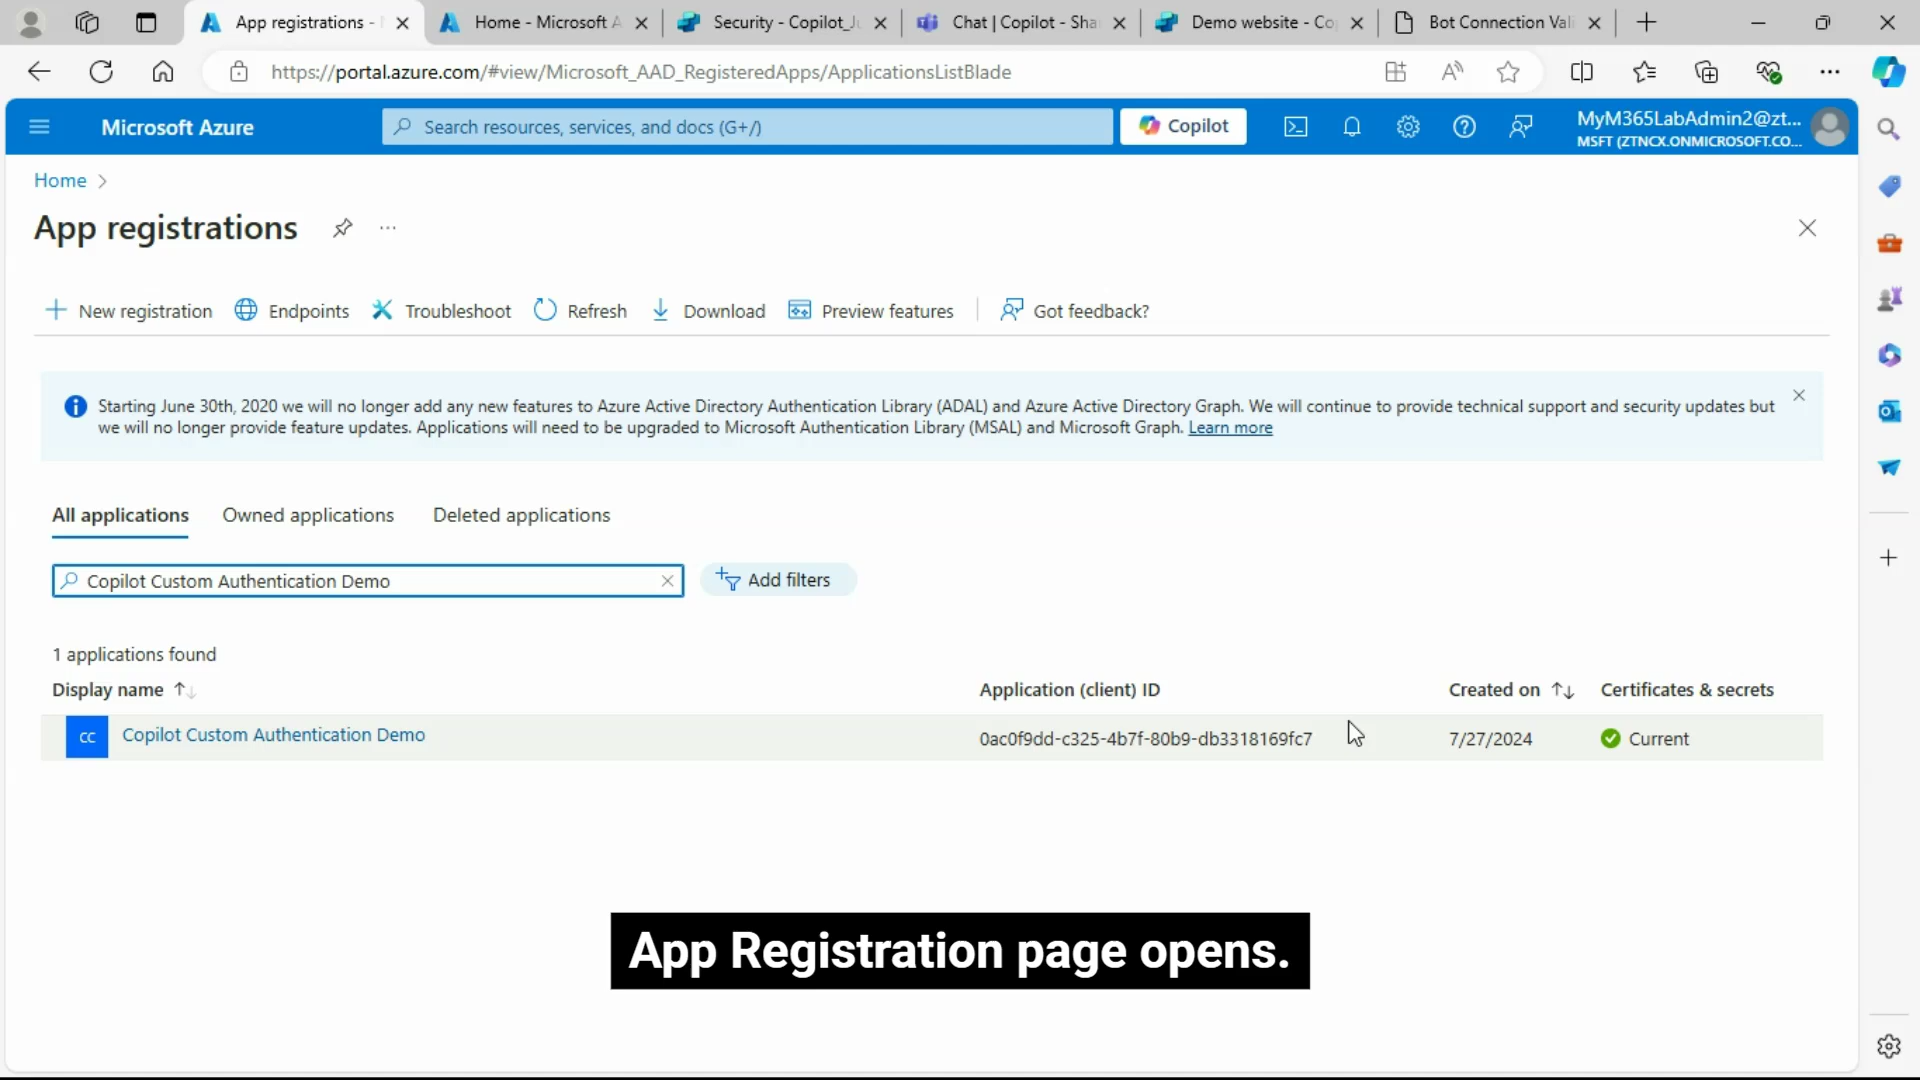 App registrations -
Home - Microsoft A
Security - Copilot_J
Chat | Copilot - Sha
Demo website - Co
Bot Connection Vali
https://portal.azure.com/#view/Microsoft_AAD_RegisteredApps/ApplicationsListBlade
Microsoft Azure
Search resources, services, and docs (G+/)
Copilot
MyM365LabAdmin2@zt...
MSFT (ZTNCX.ONMICROSOFT.CO...
Home
App registrations
New registration
Endpoints
Troubleshoot
Refresh
Download
Preview features
Got feedback?
Starting June 30th, 2020 we will no longer add any new features to Azure Active Directory Authentication Library (ADAL) and Azure Active Directory Graph. We will continue to provide technical support and security updates but
we will no longer provide feature updates. Applications will need to be upgraded to Microsoft Authentication Library (MSAL) and Microsoft Graph. Learn more
All applications
Owned applications
Deleted applications
Copilot Custom Authentication Demo
Add filters
1 applications found
Display name
Application (client) ID
Created on
Certificates & secrets
CC
Copilot Custom Authentication Demo
0ac0f9dd-c325-4b7f-80b9-db3318169fc7
7/27/2024
Current
App Registration page opens.